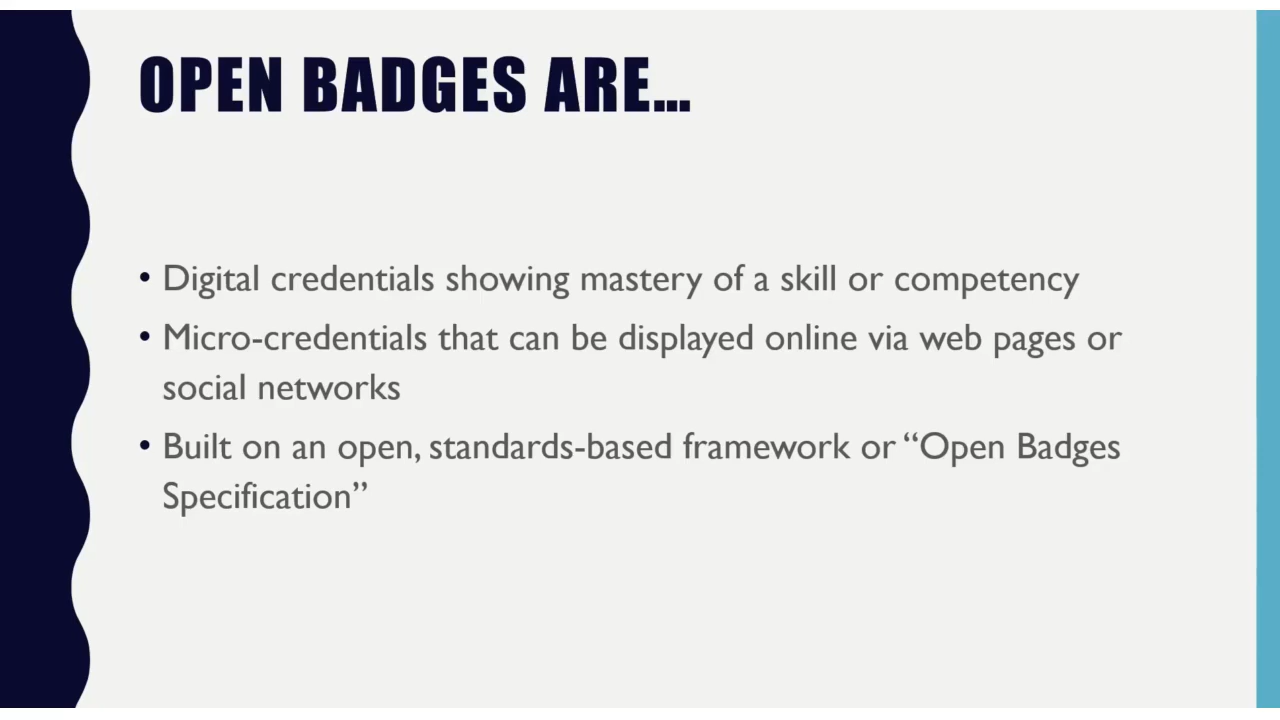 OPEN BADGES ARE...
• Digital credentials showing mastery of a skill or competency
• Micro-credentials that can be displayed online via web pages or
social networks
• Built on an open, standards-based framework or “Open Badges
Specification”